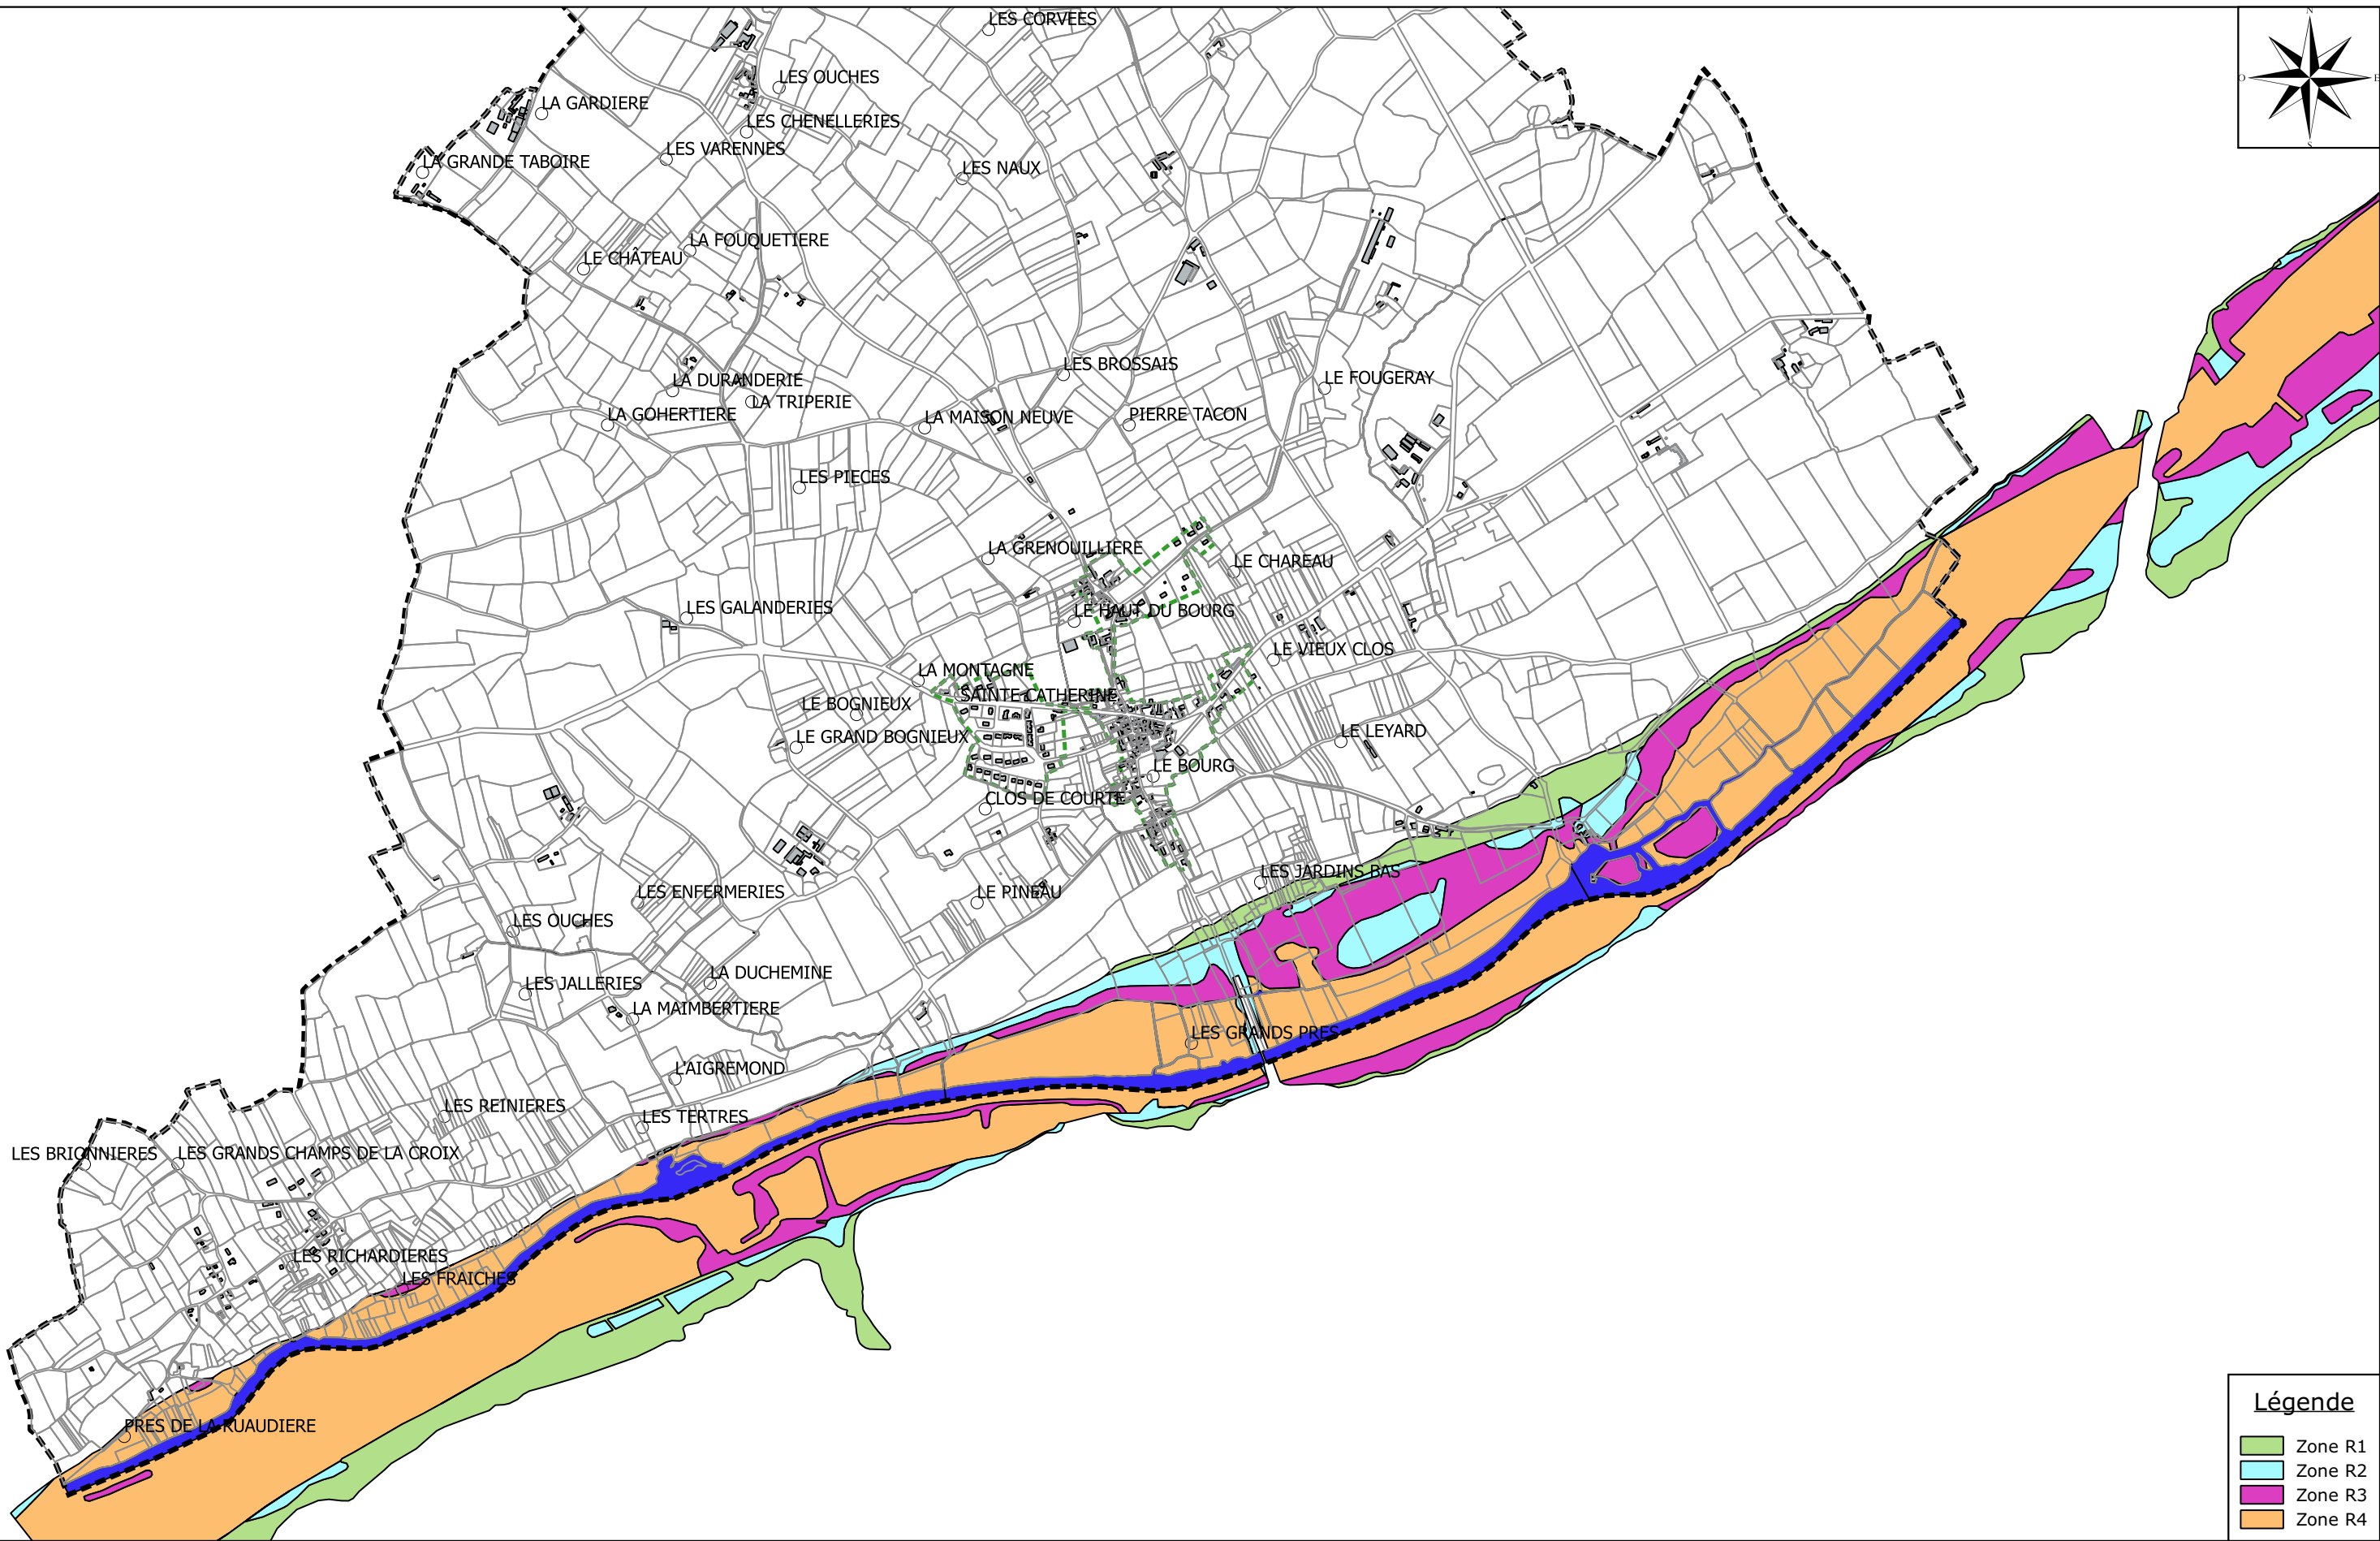 N
LES CORVEES
O
E
LES OUCHES
LA GARDIERE
LES CHENELLERIES
S
LES VARENNES
LA GRANDE TABOIRE
LES NAUX
LA FOUQUETIERE
LE CHÂTEAU
LES BROSSAIS
LE FOUGERAY
LA DURANDERIE
LA TRIPERIE
LA GOHERTIERE
LA MAISON NEUVE
PIERRE TACON
LES PIECES
LA GRENOUILLIERE
LE CHAREAU
LES GALANDERIES
LE HAUT DU BOURG
LE VIEUX CLOS
LA MONTAGNE
SAINTE CATHERINE
LE BOGNIEUX
LE LEYARD
LE GRAND BOGNIEUX
LE BOURG
CLOS DE COURTE
LES JARDINS BAS
LES ENFERMERIES
LE PINEAU
LES OUCHES
LA DUCHEMINE
LES JALLERIES
LA MAIMBERTIERE
LES GRANDS PRES
L'AIGREMOND
LES REINIERES
LES TERTRES
LES BRIONNIERES
LES GRANDS CHAMPS DE LA CROIX
LES RICHARDIERES
LES FRAICHES
PRES DE LA RUAUDIERE
Légende
Zone R1
Zone R2
Zone R3
Zone R4